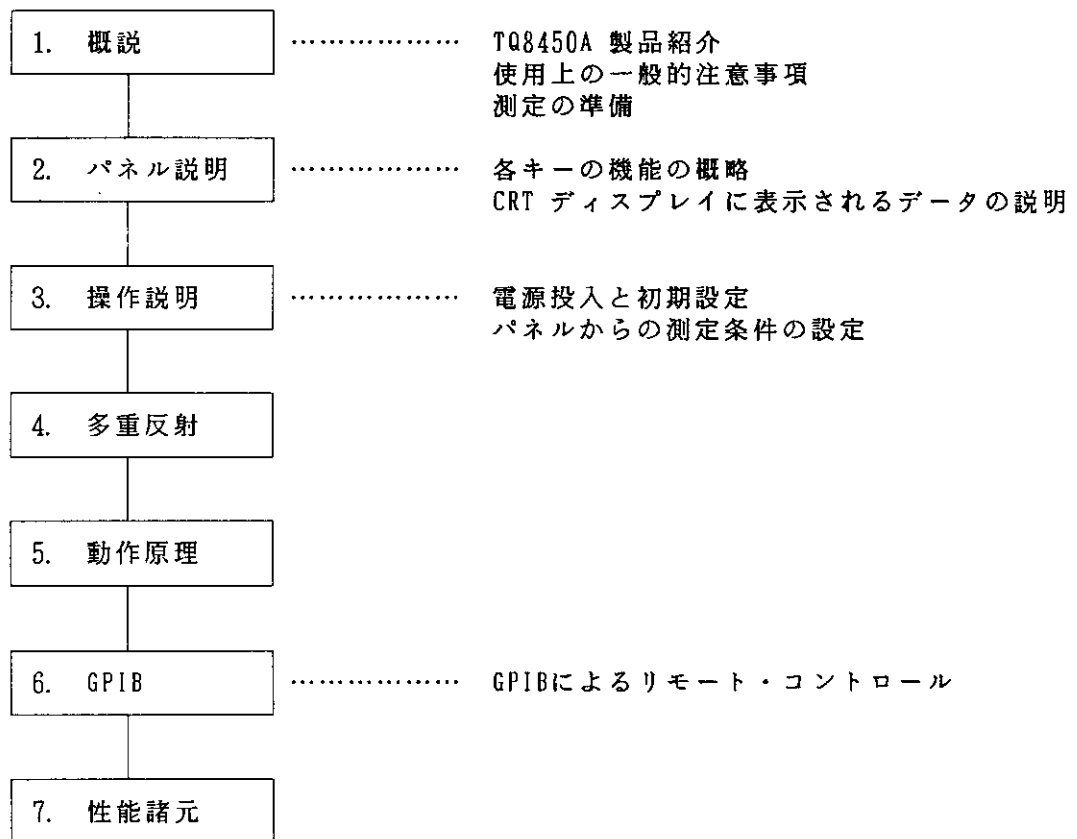 1. 概説 ……………… TQ8450A 製品紹介
使用上の一般的注意事項
測定の準備
2. パネル説明 ……………… 各キーの機能の概略
CRT ディスプレイに表示されるデータの説明
3. 操作説明 ……………… 電源投入と初期設定
パネルからの測定条件の設定
4. 多重反射
5. 動作原理
6. GPIB ……………… GPIBによるリモート・コントロール
7. 性能諸元